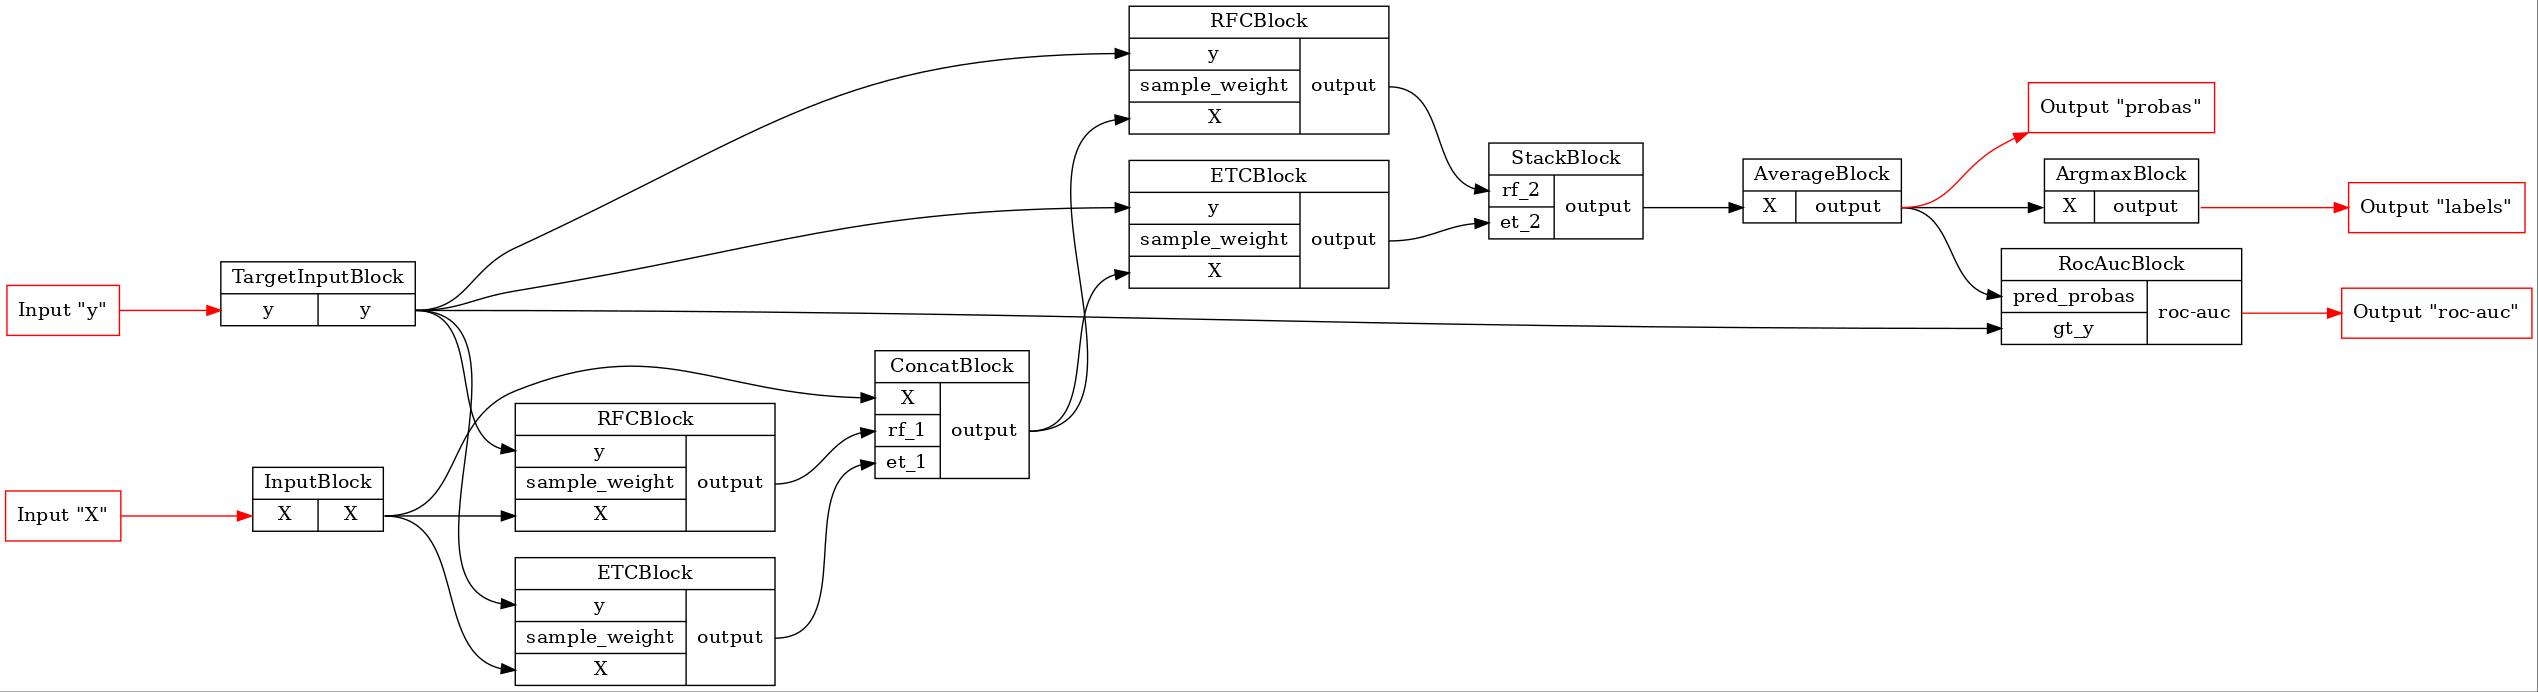 Input "y"
Input "X"
TargetInputBlock
y y
InputBlock
X X
RFCBlock
y
sample_weight
X
output
ETCBlock
y
sample_weight
X
output
ConcatBlock
X
rf_1
et_1
output
RFCBlock
y
sample_weight
X
output
ETCBlock
y
sample_weight
X
output
StackBlock
rf_2
et_2
output
AverageBlock
X output
Output "probas"
ArgmaxBlock
X output
RocAucBlock
pred_probas
gt_y
roc-auc
Output "labels"
Output "roc-auc"